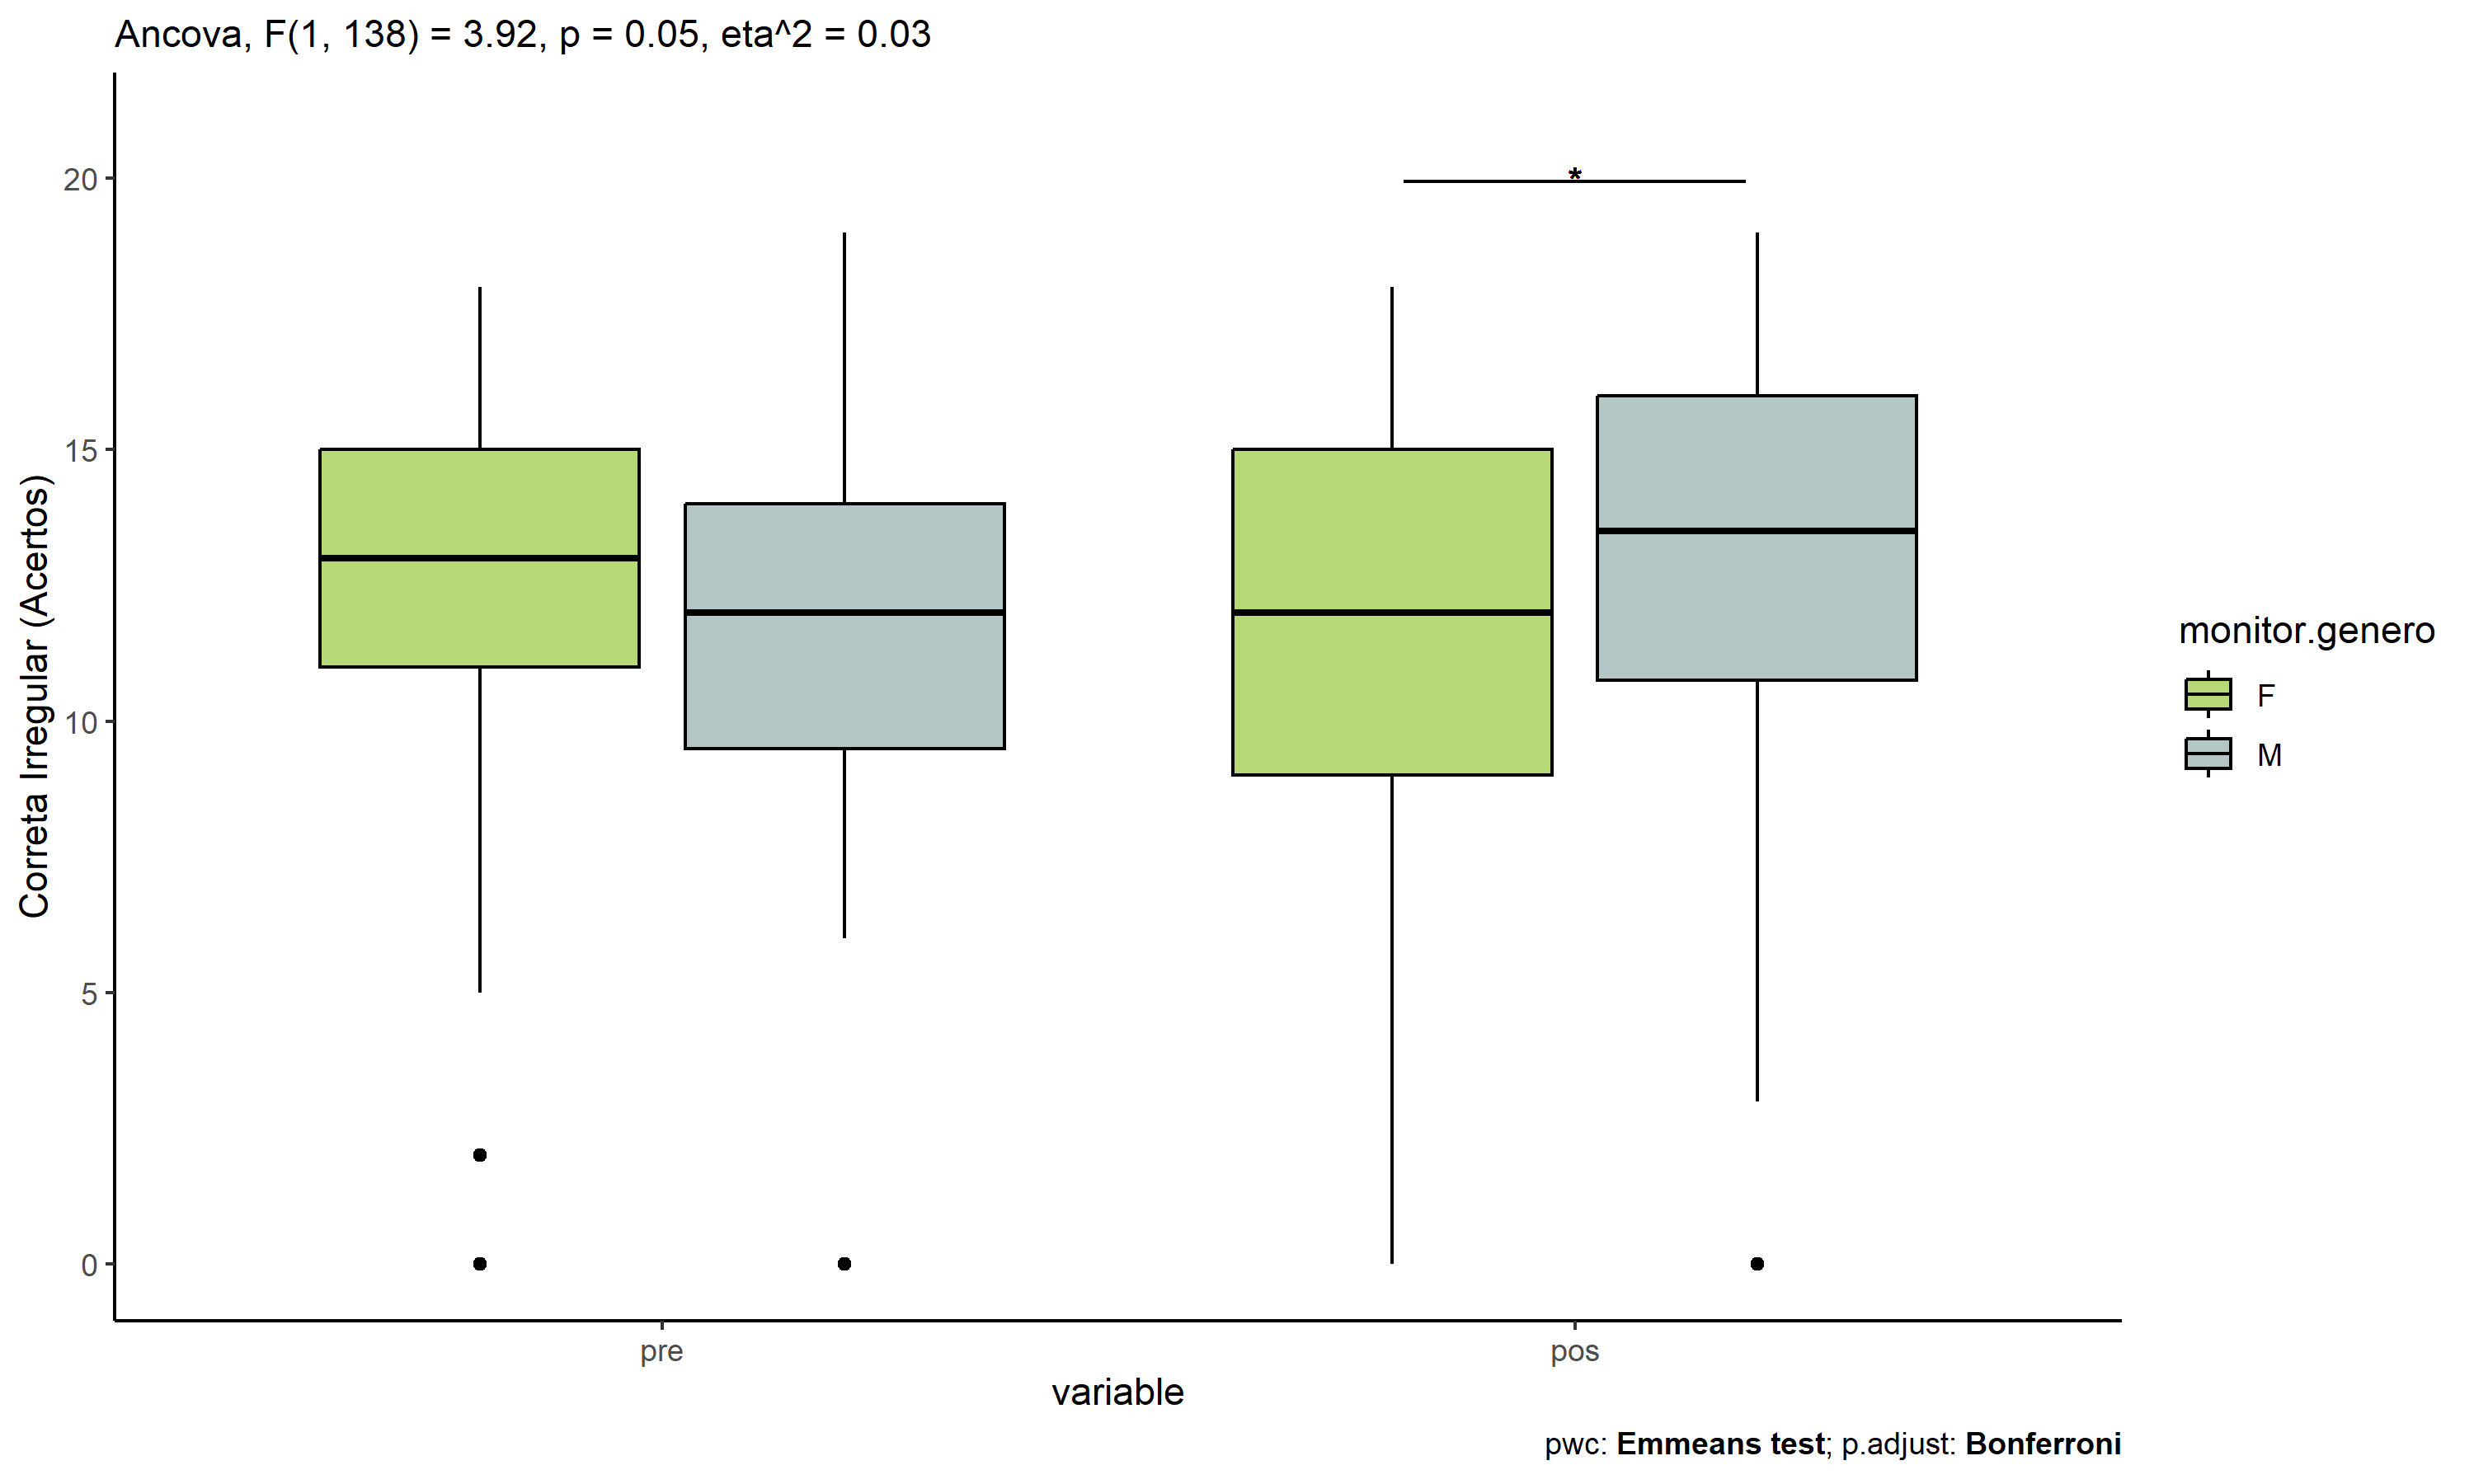 Ancova, F(1, 138) = 3.92, p = 0.05, eta^2 = 0.03
Correta Irregular (Acertos)
20
15
10
5
0
*
pre
pos
variable
monitor.genero
F
M
pwc: Emmeans test; p.adjust: Bonferroni